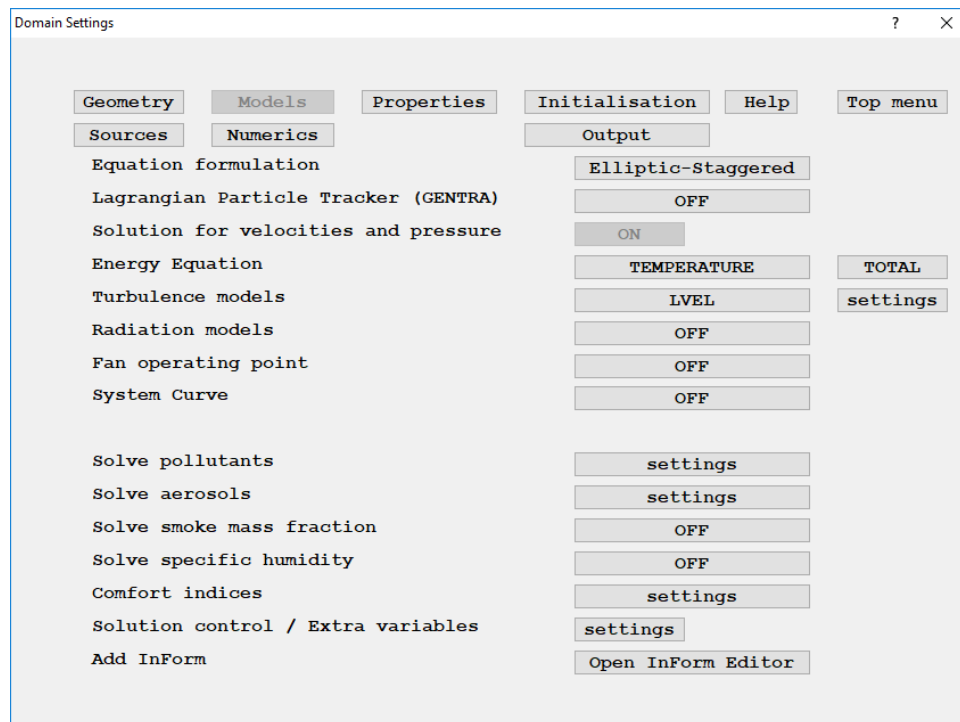 Domain Settings ? ×
Geometry Models Properties Initialisation Help Top menu
Sources Numerics Output
Equation formulation Elliptic-Staggered
Lagrangian Particle Tracker (GENTRA) OFF
Solution for velocities and pressure ON
Energy Equation TEMPERATURE TOTAL
Turbulence models LVEL settings
Radiation models OFF
Fan operating point OFF
System Curve OFF
Solve pollutants settings
Solve aerosols settings
Solve smoke mass fraction OFF
Solve specific humidity OFF
Comfort indices settings
Solution control / Extra variables settings
Add InForm Open InForm Editor